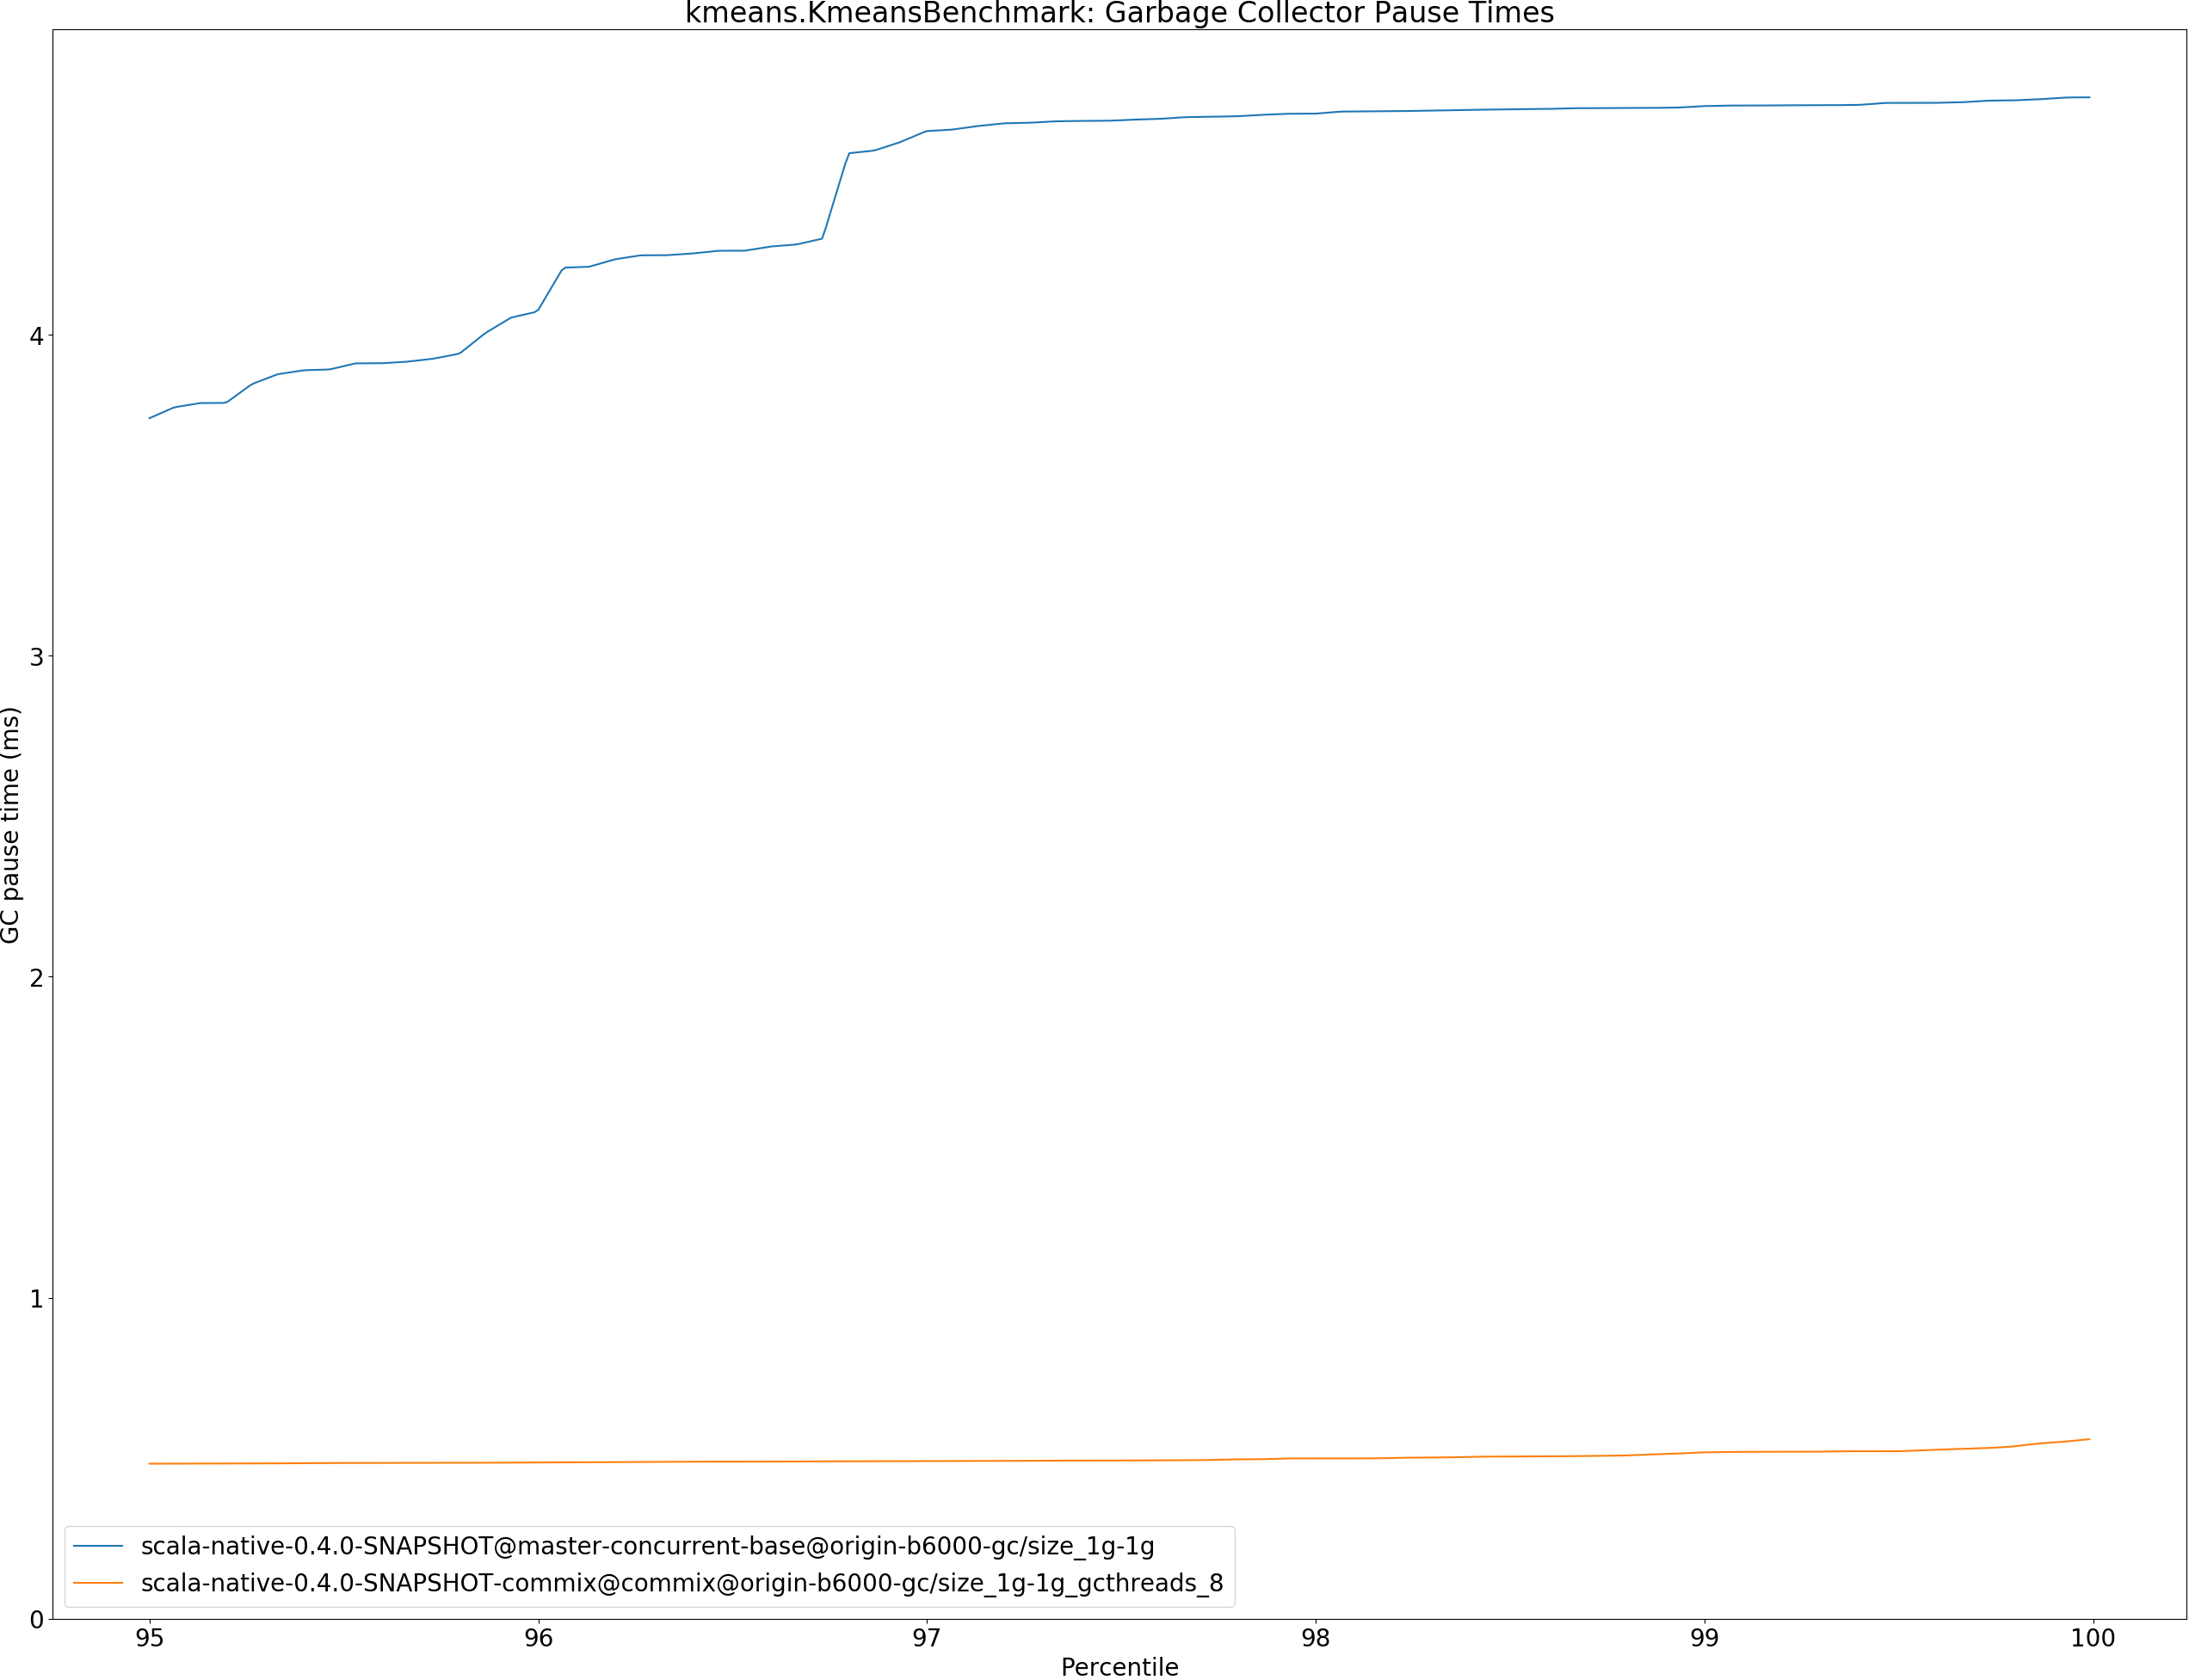 kmeans.KmeansBenchmark: Garbage Collector Pause Times
GC pause time (ms)
4
3
2
1
0
scala-native-0.4.0-SNAPSHOT@master-concurrent-base@origin-b6000-gc/size_1g-1g
scala-native-0.4.0-SNAPSHOT-commix@commix@origin-b6000-gc/size_1g-1g_gcthreads_8
95 96 97 98 99 100
Percentile